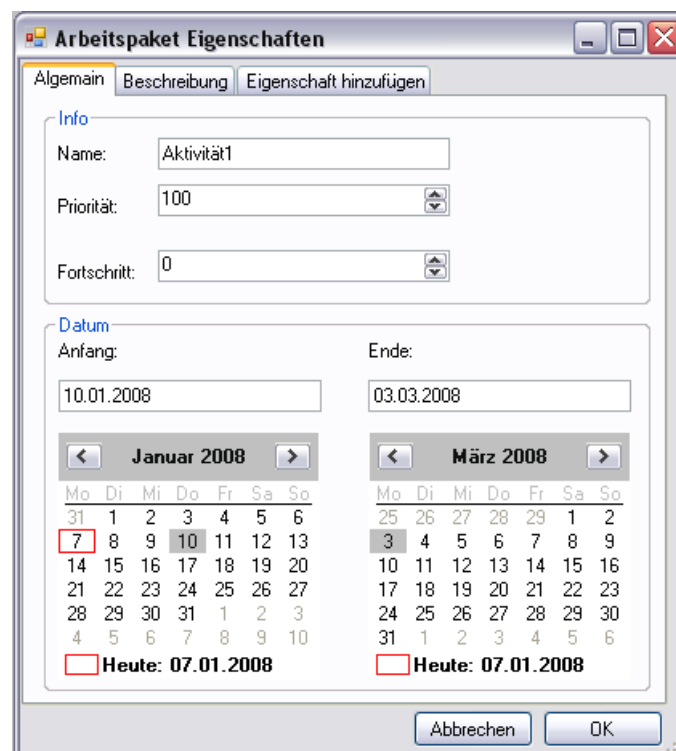 Arbeitspaket Eigenschaften
Algemain Beschreibung Eigenschaft hinzufügen
Info
Name: Aktivität1
Priorität: 100
Fortschritt: 0
Datum
Anfang: Ende:
10.01.2008 03.03.2008
Januar 2008 März 2008
Mo Di Mi Do Fr Sa So Mo Di Mi Do Fr Sa So
31 1 2 3 4 5 6 25 26 27 28 29 1 2
7 8 9 10 11 12 13 3 4 5 6 7 8 9
14 15 16 17 18 19 20 10 11 12 13 14 15 16
21 22 23 24 25 26 27 17 18 19 20 21 22 23
28 29 30 31 1 2 3 24 25 26 27 28 29 30
4 5 6 7 8 9 10 31 1 2 3 4 5 6
Heute: 07.01.2008 Heute: 07.01.2008
Abbrechen OK